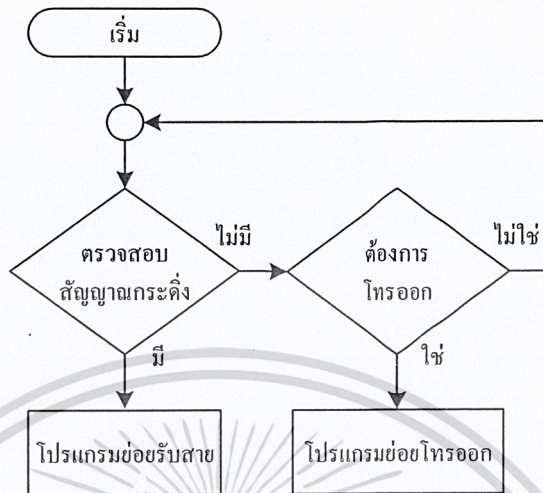 เริ่ม
ตรวจสอบ
สัญญาณกระดิ่ง
ไม่มี
มี
ต้องการ
โทรออก
ไม่ใช่
ใช่
โปรแกรมย่อยรับสาย
โปรแกรมย่อยโทรออก